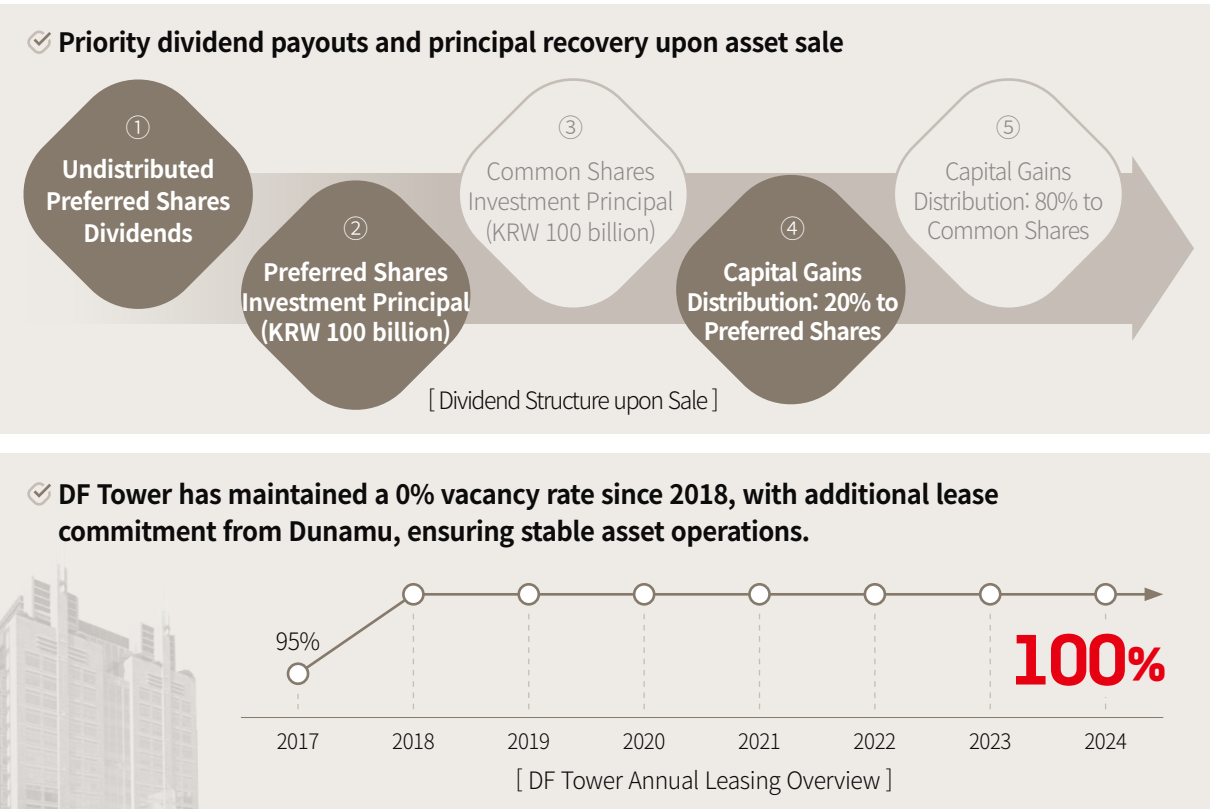 Priority dividend payouts and principal recovery upon asset sale
①
Undistributed
Preferred Shares
Dividends
②
Preferred Shares
Investment Principal
(KRW 100 billion)
③
Common Shares
Investment Principal
(KRW 100 billion)
④
Capital Gains
Distribution: 20% to
Preferred Shares
⑤
Capital Gains
Distribution: 80% to
Common Shares
[ Dividend Structure upon Sale ]
DF Tower has maintained a 0% vacancy rate since 2018, with additional lease
commitment from Dunamu, ensuring stable asset operations.
95%
100%
2017 2018 2019 2020 2021 2022 2023 2024
[ DF Tower Annual Leasing Overview ]